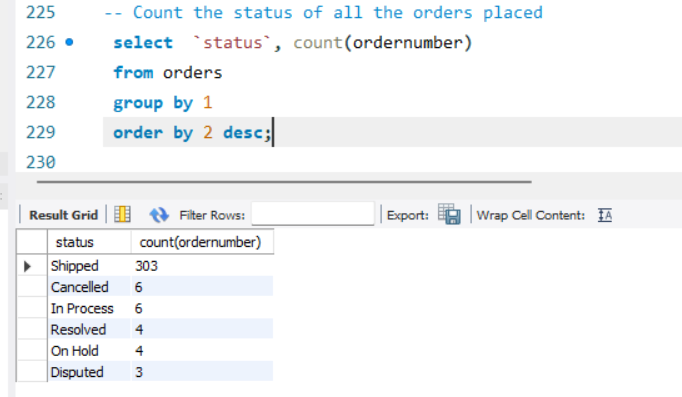 225 -- Count the status of all the orders placed
226 select `status`, count(ordernumber)
227 from orders
228 group by 1
229 order by 2 desc;
230
Result Grid Filter Rows: Export: Wrap Cell Content: IA
status count(ordernumber)
Shipped 303
Cancelled 6
In Process 6
Resolved 4
On Hold 4
Disputed 3